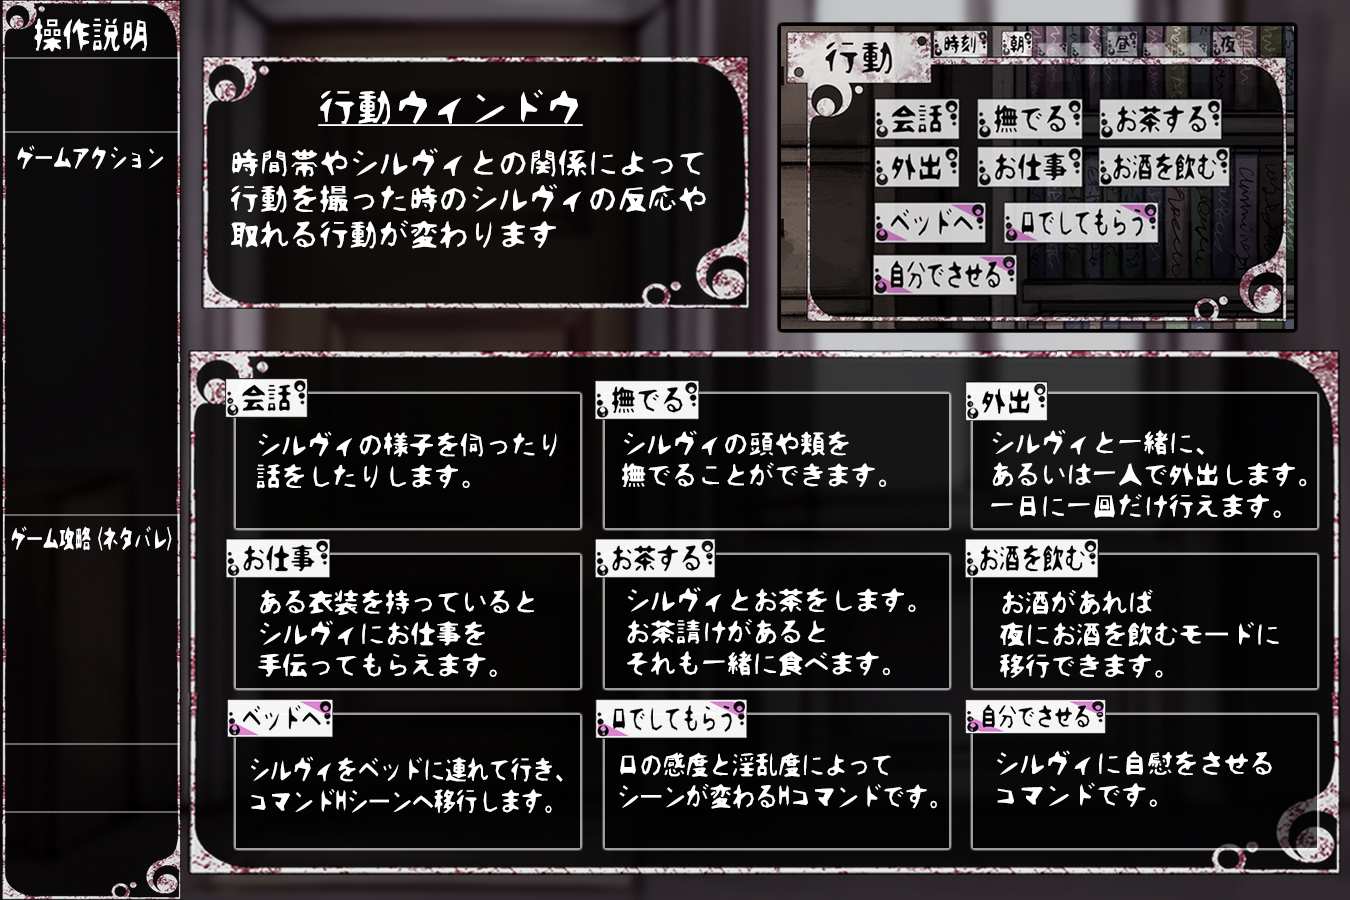 操作説明
ゲームアクション
ゲーム攻略(ネタバレ)
行動ウィンドウ
時間帯やシルヴィとの関係によって
行動を撮った時のシルヴィの反応や
取れる行動が変わります
行動
時刻
朝
昼
夜
会話
撫でる
お茶する
外出
お仕事
お酒を飲む
ベッドへ
口でしてもらう
自分でさせる
会話
シルヴィの様子を伺ったり
話をしたりします。
撫でる
シルヴィの頭や頬を
撫でることができます。
外出
シルヴィと一緒に、
あるいは一人で外出します。
一日に一回だけ行えます。
お仕事
ある衣装を持っていると
シルヴィにお仕事を
手伝ってもらえます。
お茶する
シルヴィとお茶をします。
お茶請けがあると
それも一緒に食べます。
お酒を飲む
お酒があれば
夜にお酒を飲むモードに
移行できます。
ベッドへ
シルヴィをベッドに連れて行き、
コマンドHシーンへ移行します。
口でしてもらう
口の感度と淫乱度によって
シーンが変わるHコマンドです。
自分でさせる
シルヴィに自慰をさせる
コマンドです。